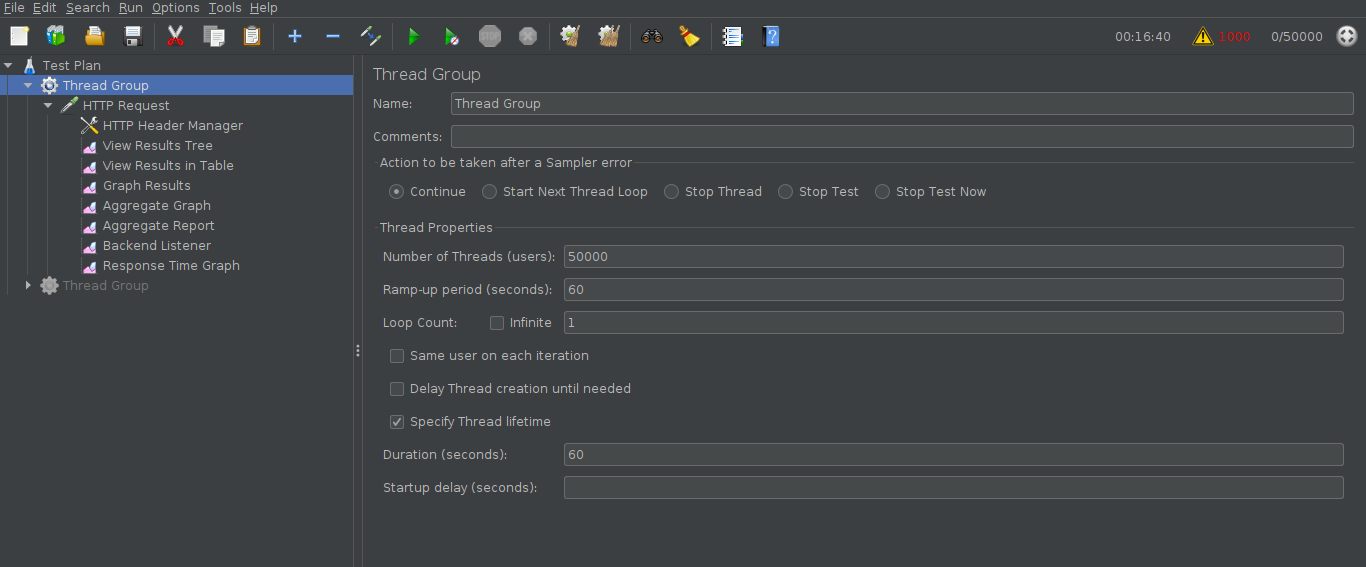 File Edit Search Run Options Tools Help
STOP
00:16:40 1000 0/50000
Test Plan
Thread Group
HTTP Request
HTTP Header Manager
View Results Tree
View Results in Table
Graph Results
Aggregate Graph
Aggregate Report
Backend Listener
Response Time Graph
Thread Group
Thread Group
Name: Thread Group
Comments:
Action to be taken after a Sampler error
Continue Start Next Thread Loop Stop Thread Stop Test Stop Test Now
Thread Properties
Number of Threads (users): 50000
Ramp-up period (seconds): 60
Loop Count: Infinite 1
Same user on each iteration
Delay Thread creation until needed
Specify Thread lifetime
Duration (seconds): 60
Startup delay (seconds):